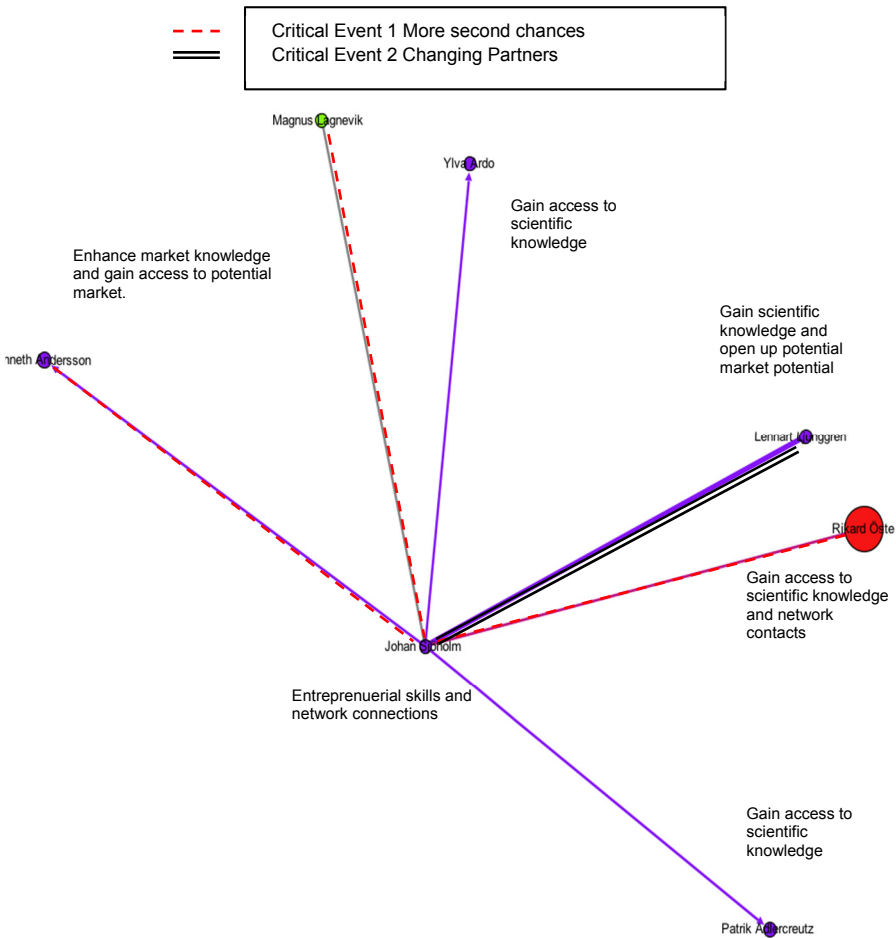 Critical Event 1 More second chances
Critical Event 2 Changing Partners
Magnus Lagnevik
Ylva Ardo
Gain access to
scientific
knowledge
Enhance market knowledge
and gain access to potential
market.
Gain scientific
knowledge and
open up potential
market potential
nneth Andersson
Lennart Ljunggren
Rikard Öste
Gain access to
scientific knowledge
and network
contacts
Johan
Entreprenuerial skills and
network connections
Gain access to
scientific
knowledge
Patrik Adlercreutz